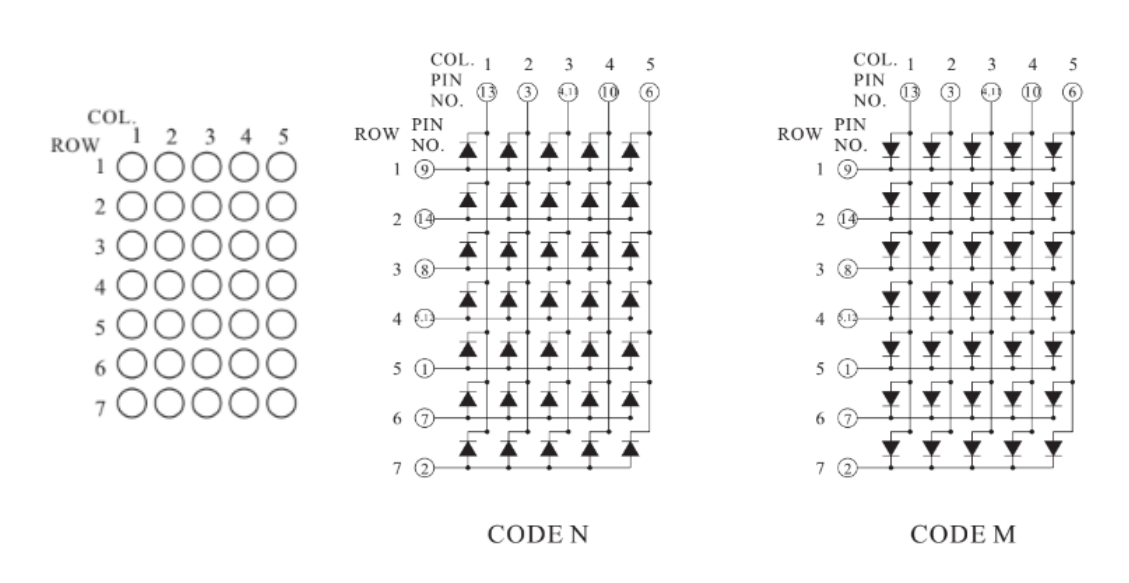 COL.
ROW 1 2 3 4 5
1
2
3
4
5
6
7
COL. 1 2 3 4 5
PIN NO. 13 3 4,11 10 6
ROW PIN NO.
1 9
2 14
3 8
4 5,12
5 1
6 7
7 2
CODE N
COL. 1 2 3 4 5
PIN NO. 13 3 4,11 10 6
ROW PIN NO.
1 9
2 14
3 8
4 5,12
5 1
6 7
7 2
CODE M